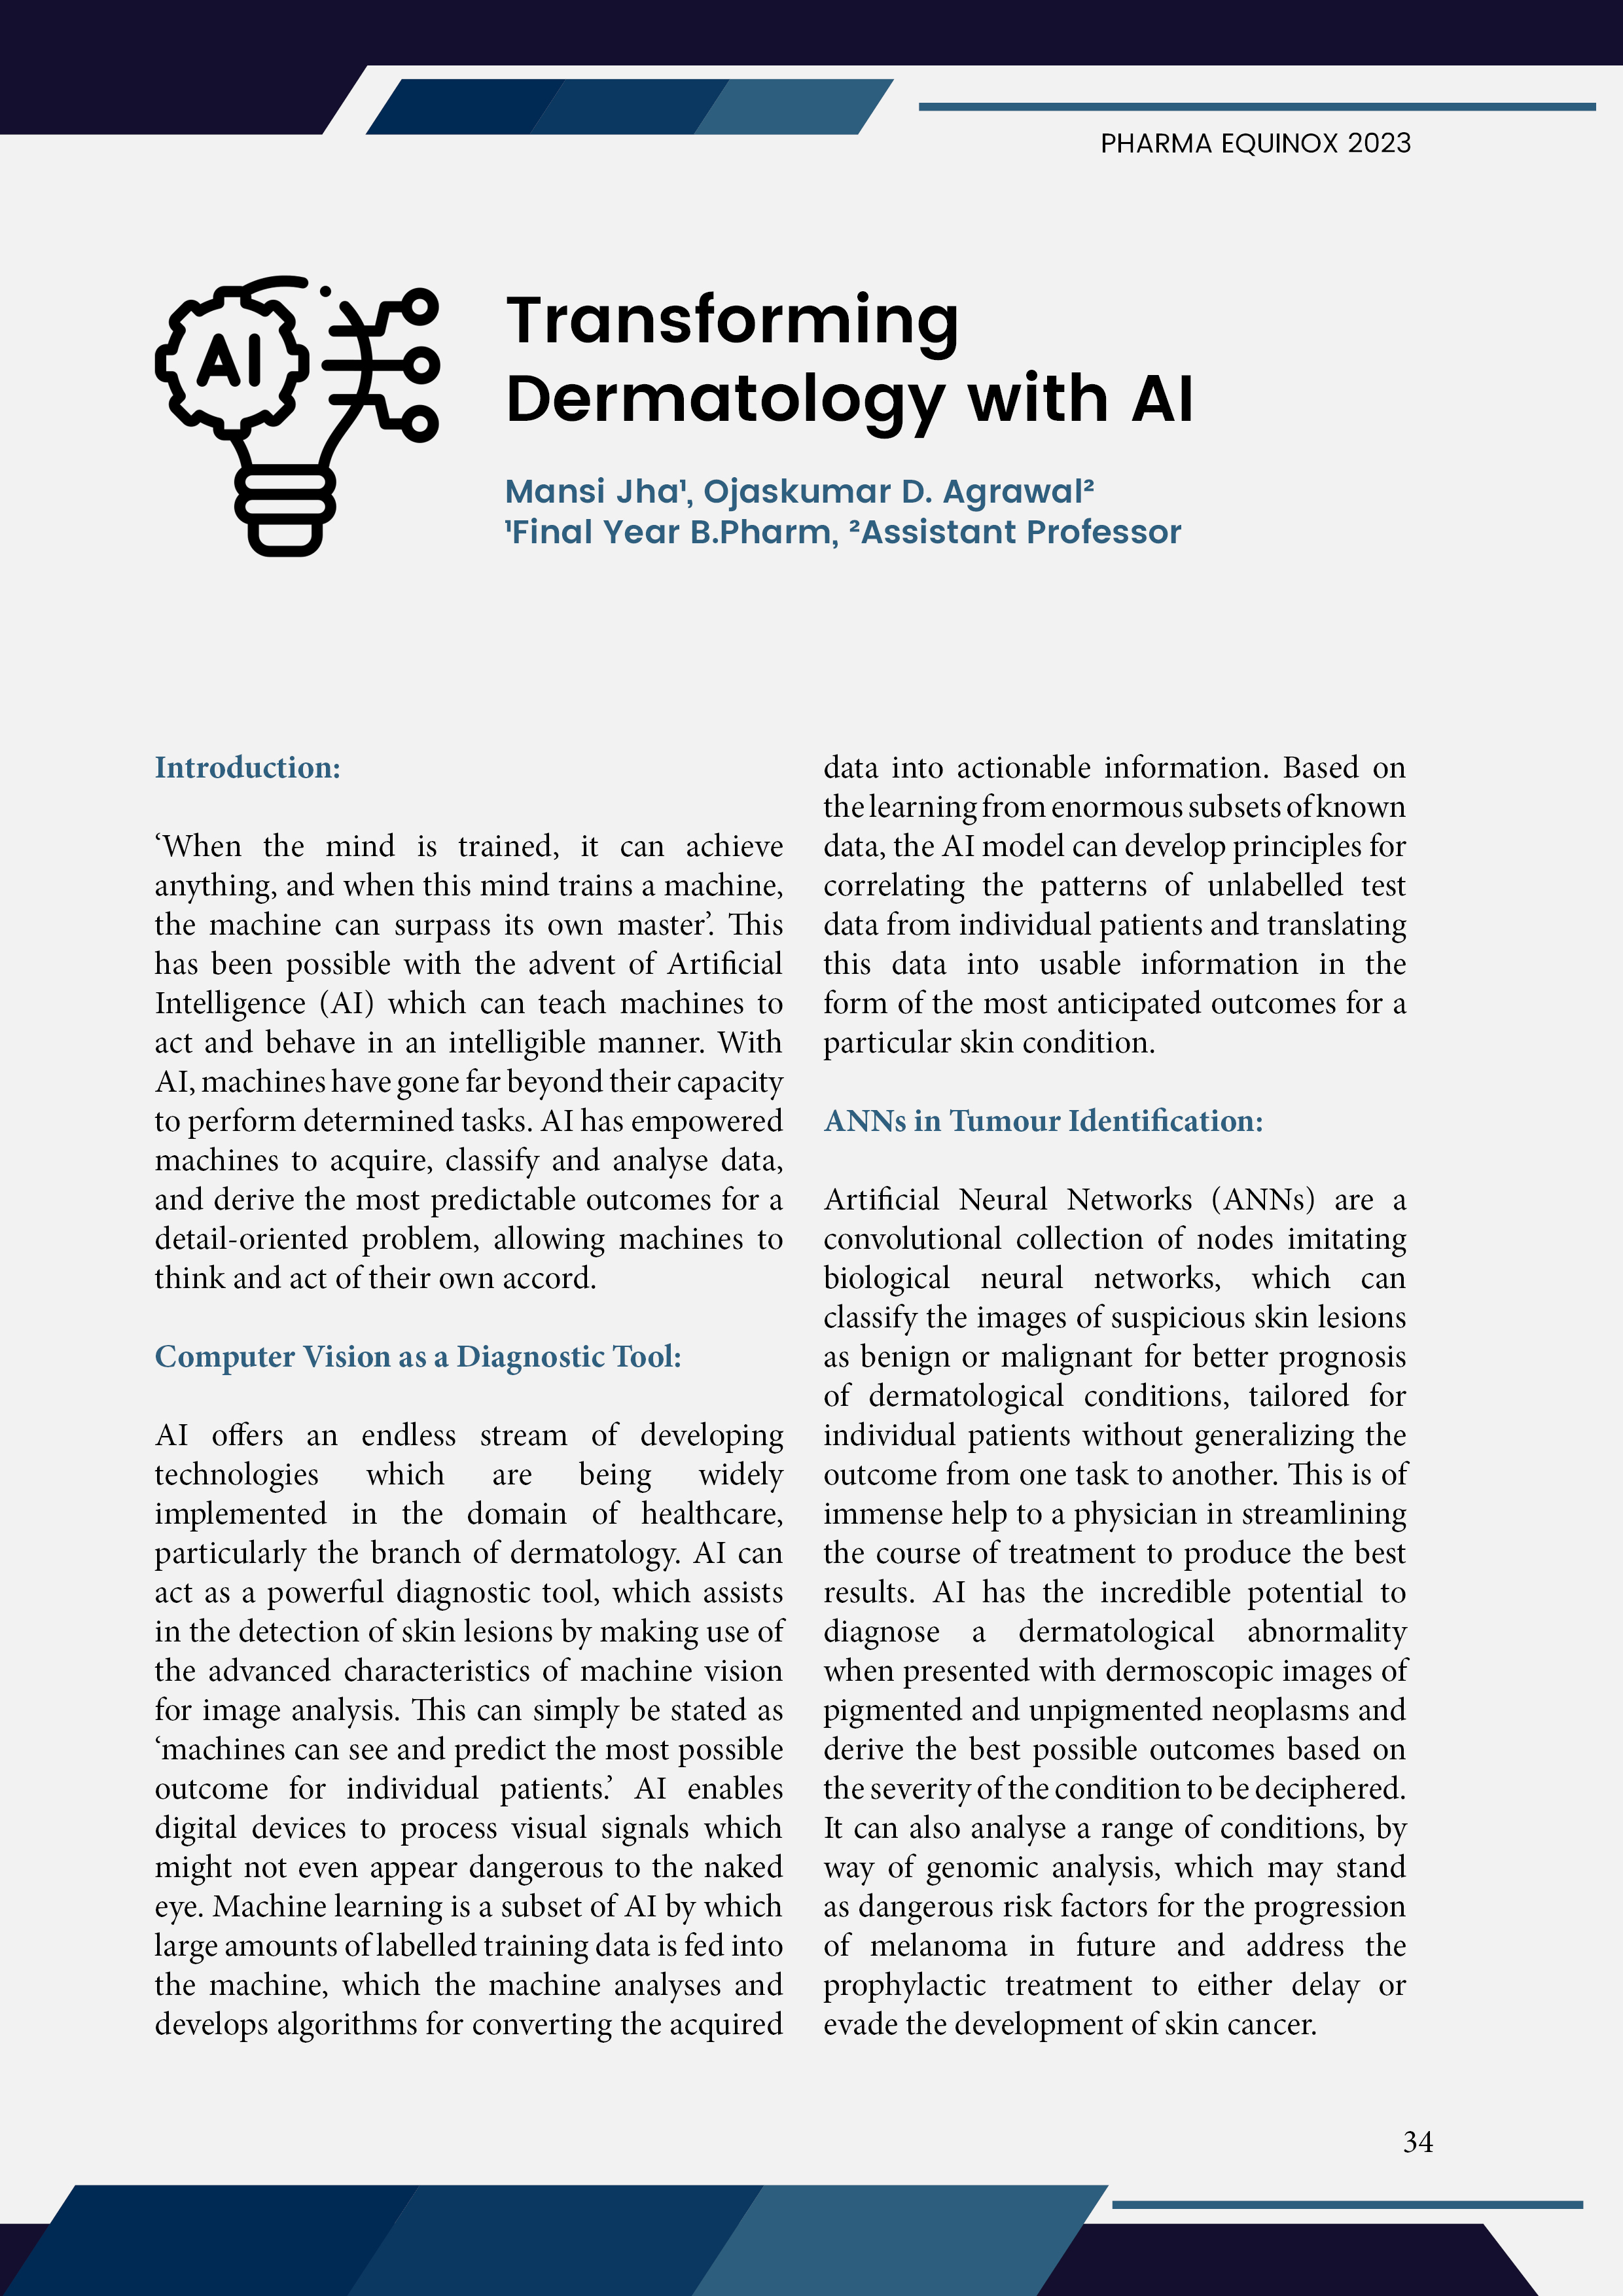 PHARMA EQUINOX 2023
AI
Transforming
Dermatology with AI
Mansi Jha¹, Ojaskumar D. Agrawal²
¹Final Year B.Pharm, ²Assistant Professor
Introduction:
‘When the mind is trained, it can achieve
anything, and when this mind trains a machine,
the machine can surpass its own master’. This
has been possible with the advent of Artificial
Intelligence (AI) which can teach machines to
act and behave in an intelligible manner. With
AI, machines have gone far beyond their capacity
to perform determined tasks. AI has empowered
machines to acquire, classify and analyse data,
and derive the most predictable outcomes for a
detail-oriented problem, allowing machines to
think and act of their own accord.
Computer Vision as a Diagnostic Tool:
AI offers an endless stream of developing
technologies which are being widely
implemented in the domain of healthcare,
particularly the branch of dermatology. AI can
act as a powerful diagnostic tool, which assists
in the detection of skin lesions by making use of
the advanced characteristics of machine vision
for image analysis. This can simply be stated as
‘machines can see and predict the most possible
outcome for individual patients.’ AI enables
digital devices to process visual signals which
might not even appear dangerous to the naked
eye. Machine learning is a subset of AI by which
large amounts of labelled training data is fed into
the machine, which the machine analyses and
develops algorithms for converting the acquired
data into actionable information. Based on
the learning from enormous subsets of known
data, the AI model can develop principles for
correlating the patterns of unlabelled test
data from individual patients and translating
this data into usable information in the
form of the most anticipated outcomes for a
particular skin condition.
ANNs in Tumour Identification:
Artificial Neural Networks (ANNs) are a
convolutional collection of nodes imitating
biological neural networks, which can
classify the images of suspicious skin lesions
as benign or malignant for better prognosis
of dermatological conditions, tailored for
individual patients without generalizing the
outcome from one task to another. This is of
immense help to a physician in streamlining
the course of treatment to produce the best
results. AI has the incredible potential to
diagnose a dermatological abnormality
when presented with dermoscopic images of
pigmented and unpigmented neoplasms and
derive the best possible outcomes based on
the severity of the condition to be deciphered.
It can also analyse a range of conditions, by
way of genomic analysis, which may stand
as dangerous risk factors for the progression
of melanoma in future and address the
prophylactic treatment to either delay or
evade the development of skin cancer.
34